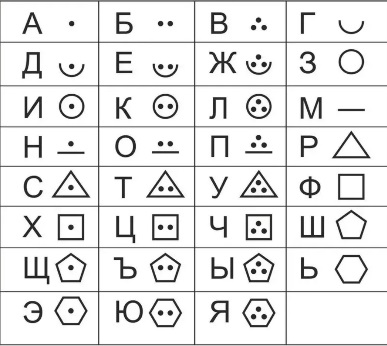 А Б В Г
Д Е Ж З
И К Л М
Н О П Р
С Т У Ф
Х Ц Ч Ш
Щ Ъ Ы Ь
Э Ю Я